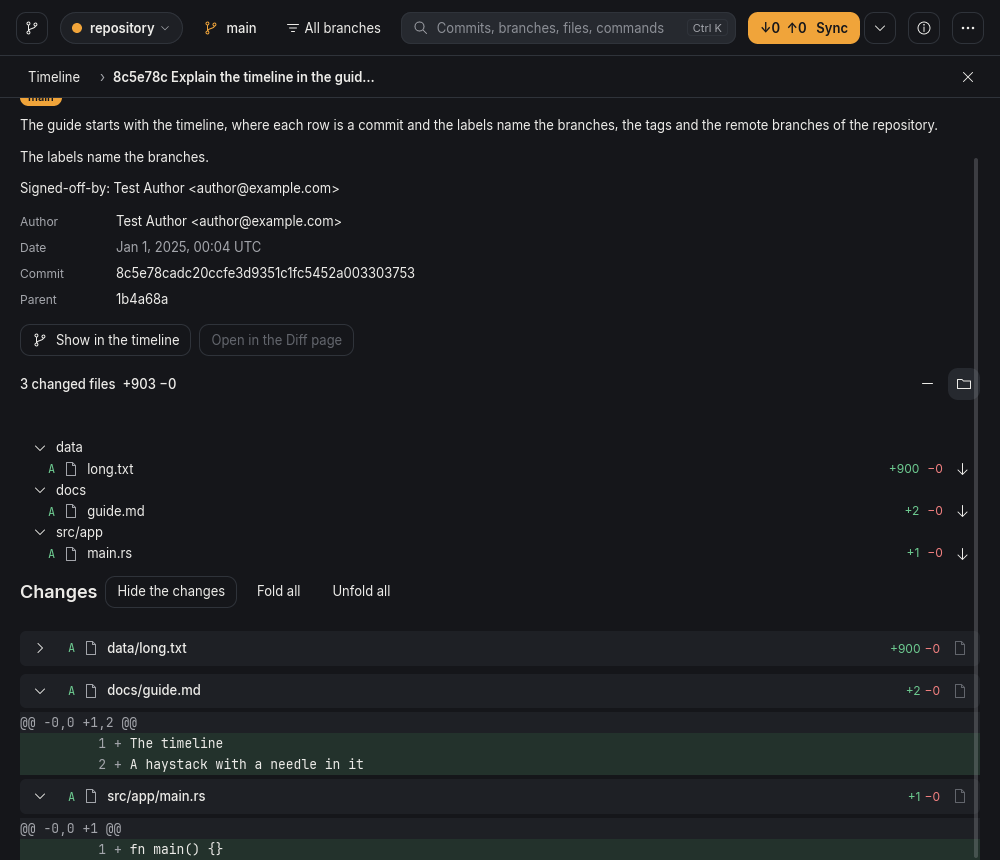 repository
main
All branches
Commits, branches, files, commands
Ctrl K
↓0 ↑0 Sync
Timeline › 8c5e78c Explain the timeline in the guid…
main
The guide starts with the timeline, where each row is a commit and the labels name the branches, the tags and the remote branches of the repository.
The labels name the branches.
Signed-off-by: Test Author <author@example.com>
Author Test Author <author@example.com>
Date Jan 1, 2025, 00:04 UTC
Commit 8c5e78cadc20ccfe3d9351c1fc5452a003303753
Parent 1b4a68a
Show in the timeline
Open in the Diff page
3 changed files +903 −0
data
A long.txt +900 −0
docs
A guide.md +2 −0
src/app
A main.rs +1 −0
Changes
Hide the changes
Fold all
Unfold all
A data/long.txt +900 −0
A docs/guide.md +2 −0
@@ -0,0 +1,2 @@
1 + The timeline
2 + A haystack with a needle in it
A src/app/main.rs +1 −0
@@ -0,0 +1 @@
1 + fn main() {}